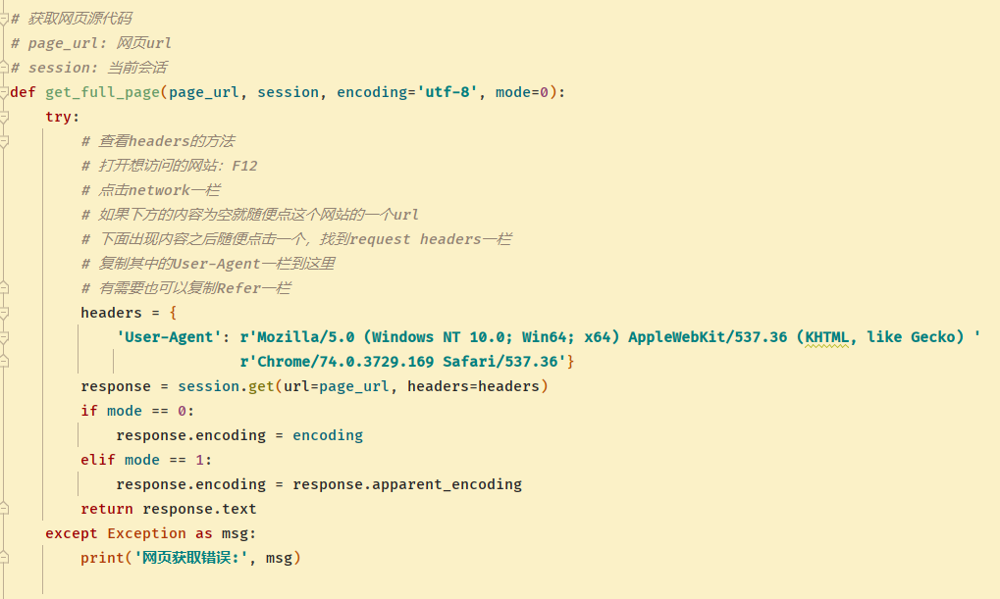 # 获取网页源代码
# page_url: 网页url
# session: 当前会话
def get_full_page(page_url, session, encoding='utf-8', mode=0):
    try:
        # 查看headers的方法
        # 打开想访问的网站: F12
        # 点击network一栏
        # 如果下方的内容为空就随便点这个网站的一个url
        # 下面出现内容之后随便点击一个, 找到request headers一栏
        # 复制其中的User-Agent一栏到这里
        # 有需要也可以复制Refer一栏
        headers = {
            'User-Agent': r'Mozilla/5.0 (Windows NT 10.0; Win64; x64) AppleWebKit/537.36 (KHTML, like Gecko) '
                          r'Chrome/74.0.3729.169 Safari/537.36'}
        response = session.get(url=page_url, headers=headers)
        if mode == 0:
            response.encoding = encoding
        elif mode == 1:
            response.encoding = response.apparent_encoding
        return response.text
    except Exception as msg:
        print('网页获取错误:', msg)